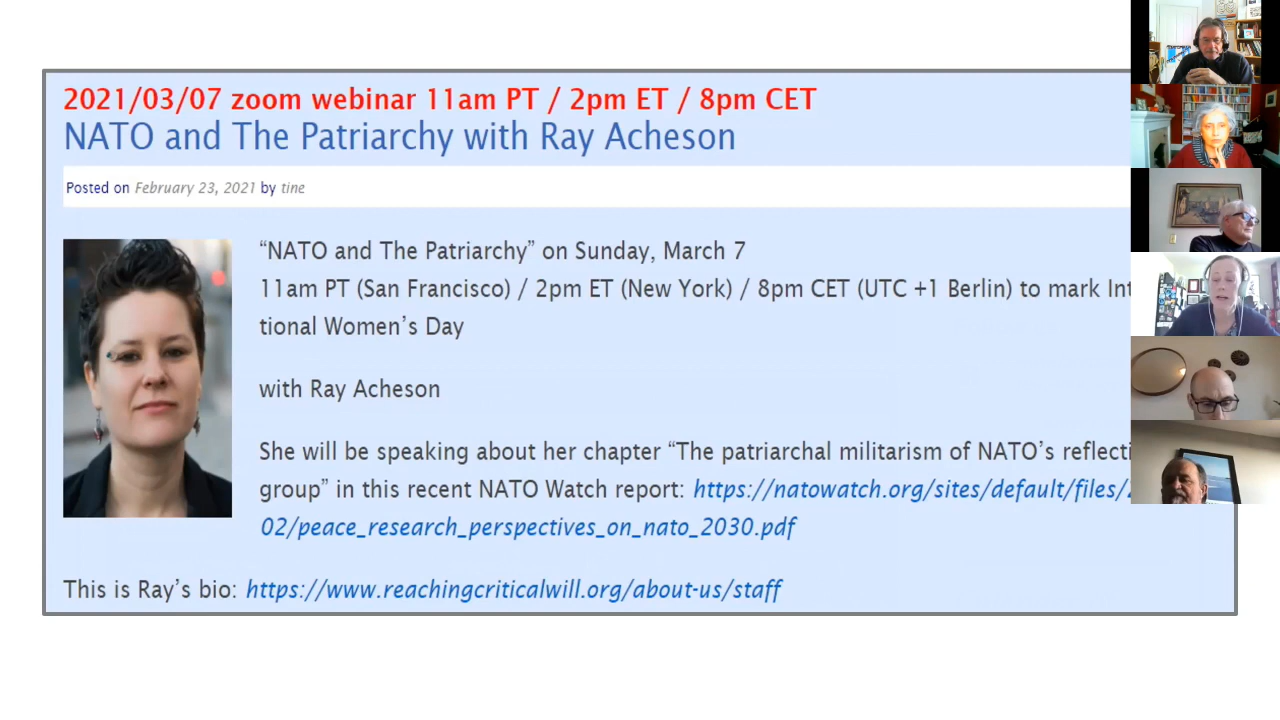 2021/03/07 zoom webinar 11am PT / 2pm ET / 8pm CET
NATO and The Patriarchy with Ray Acheson
Posted on February 23, 2021 by tine
“NATO and The Patriarchy” on Sunday, March 7
11am PT (San Francisco) / 2pm ET (New York) / 8pm CET (UTC +1 Berlin) to mark Int
tional Women’s Day
with Ray Acheson
She will be speaking about her chapter “The patriarchal militarism of NATO’s reflecti
group” in this recent NATO Watch report: https://natowatch.org/sites/default/files/
02/peace_research_perspectives_on_nato_2030.pdf
This is Ray’s bio: https://www.reachingcriticalwill.org/about-us/staff